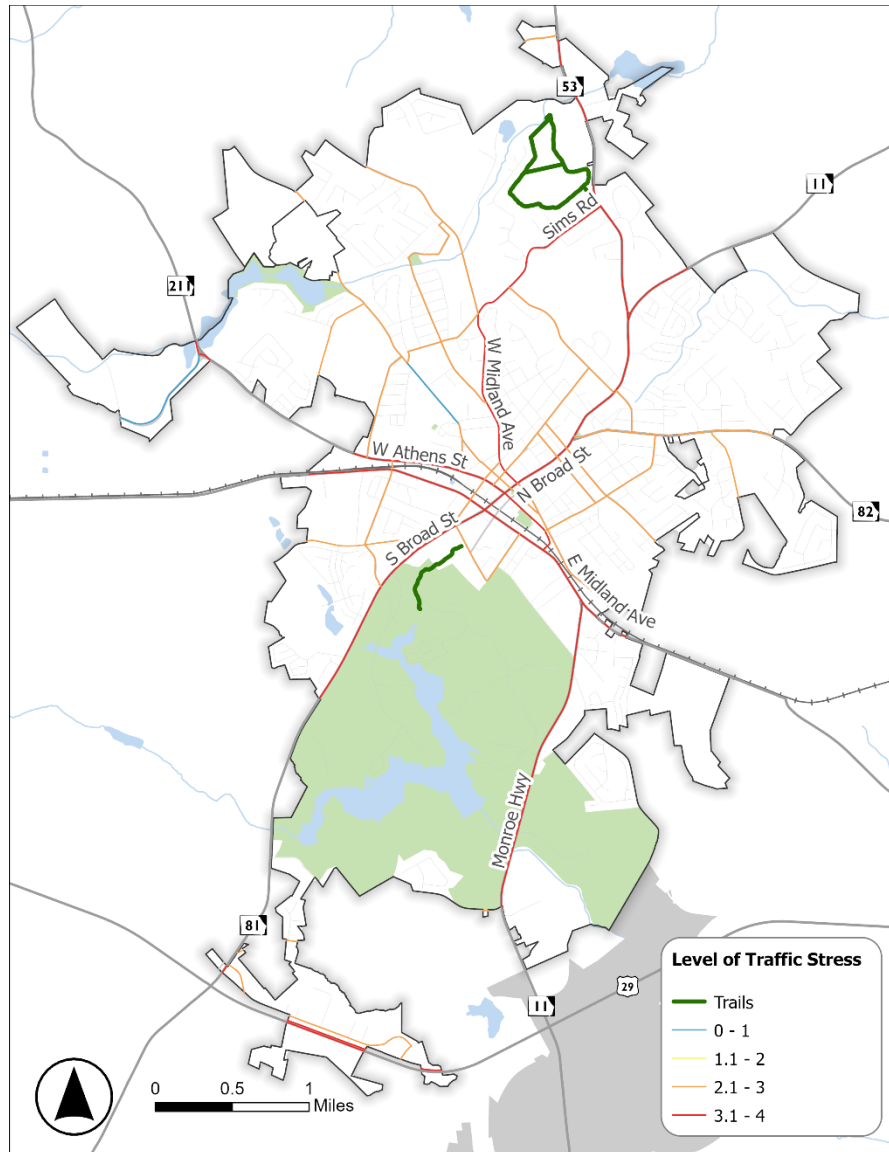 53
11
Sims Rd
211
W Midland Ave
W Athens St
N Broad St
82
S Broad St
E Midland Ave
Monroe Hwy
81
29
11
Level of Traffic Stress
Trails
0 - 1
1.1 - 2
2.1 - 3
3.1 - 4
0 0.5 1
Miles